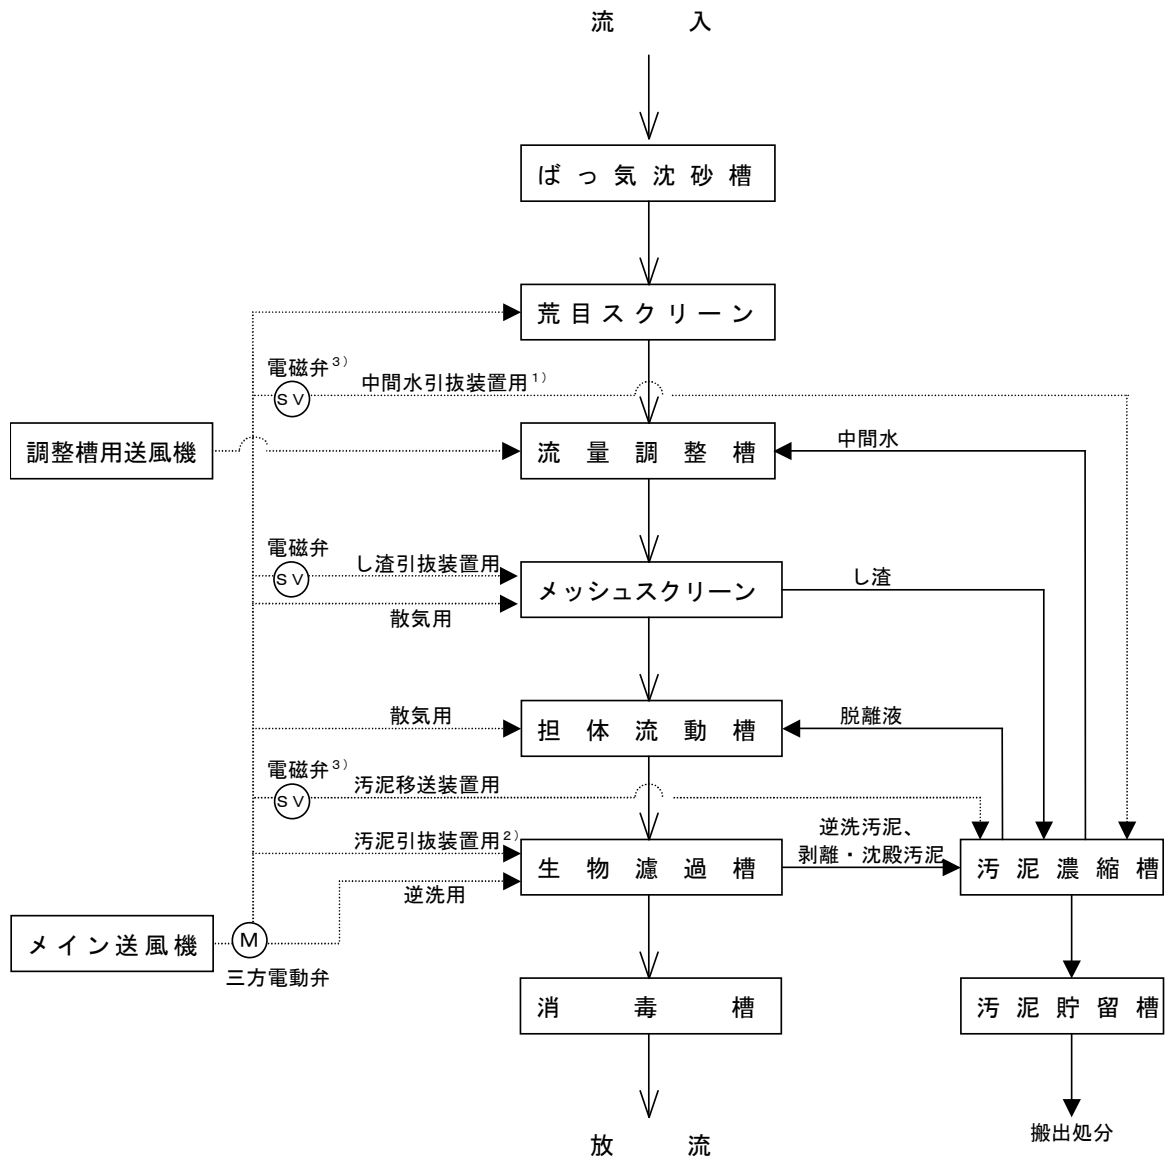 流 入
ばっ気沈砂槽
荒目スクリーン
電磁弁3)
SV
中間水引抜装置用1)
調整槽用送風機
流量調整槽
中間水
電磁弁
SV
し渣引抜装置用
メッシュスクリーン
し渣
散気用
散気用
担体流動槽
脱離液
電磁弁3)
SV
汚泥移送装置用
汚泥引抜装置用2)
生物濾過槽
逆洗汚泥、
剥離・沈殿汚泥
汚泥濃縮槽
逆洗用
メイン送風機
M
三方電動弁
消毒槽
汚泥貯留槽
放 流
搬出処分